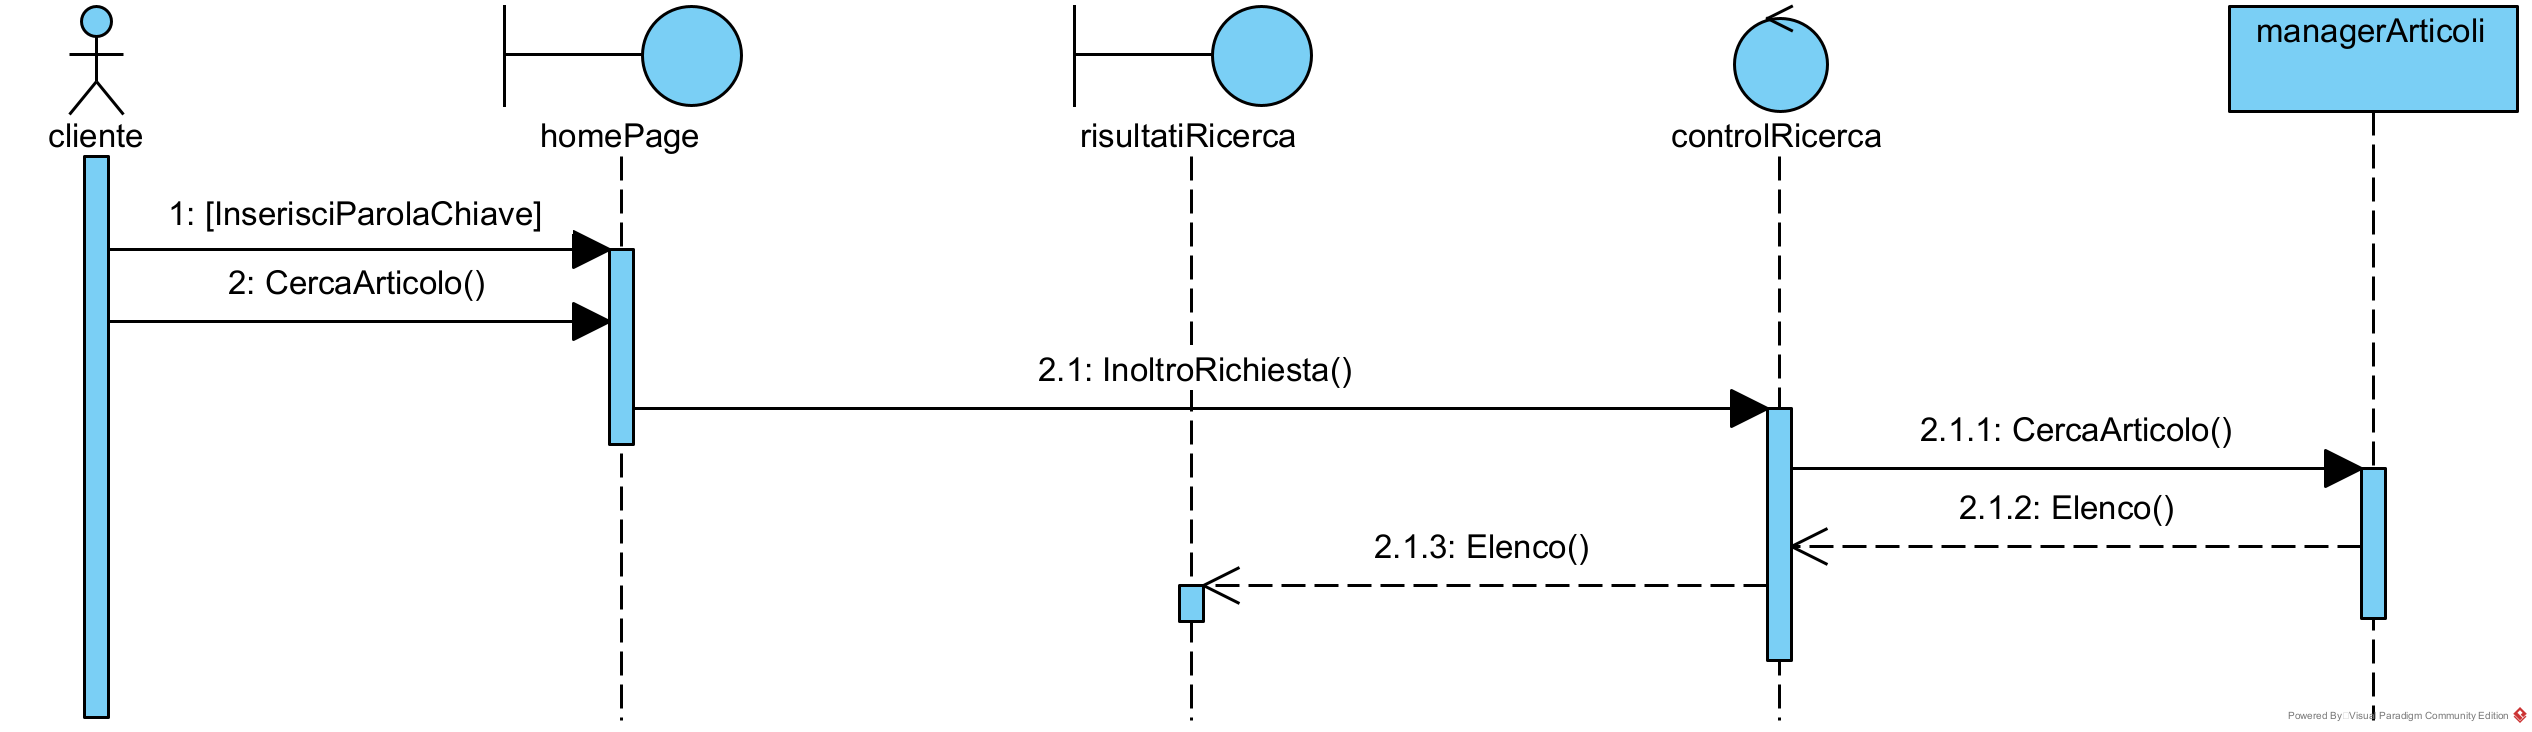 managerArticoli
cliente
homePage
risultatiRicerca
controlRicerca
1: [InserisciParolaChiave]
2: CercaArticolo()
2.1: InoltroRichiesta()
2.1.1: CercaArticolo()
2.1.2: Elenco()
2.1.3: Elenco()
Powered By Visual Paradigm Community Edition